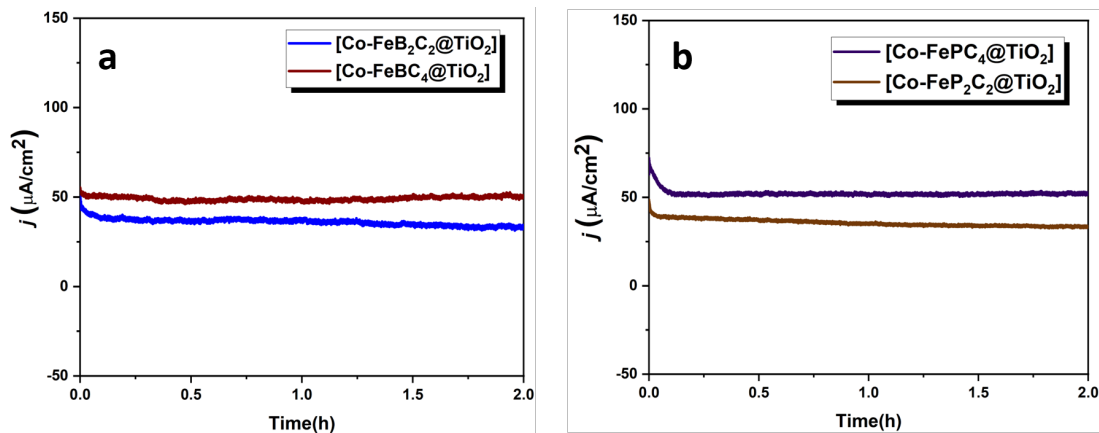 a
[Co-FeB₂C₂@TiO₂]
[Co-FeBC₄@TiO₂]
150
100
50
0
-50
j (μA/cm²)
0.0 0.5 1.0 1.5 2.0
Time(h)
b
[Co-FePC₄@TiO₂]
[Co-FeP₂C₂@TiO₂]
150
100
50
0
-50
j (μA/cm²)
0.0 0.5 1.0 1.5 2.0
Time(h)